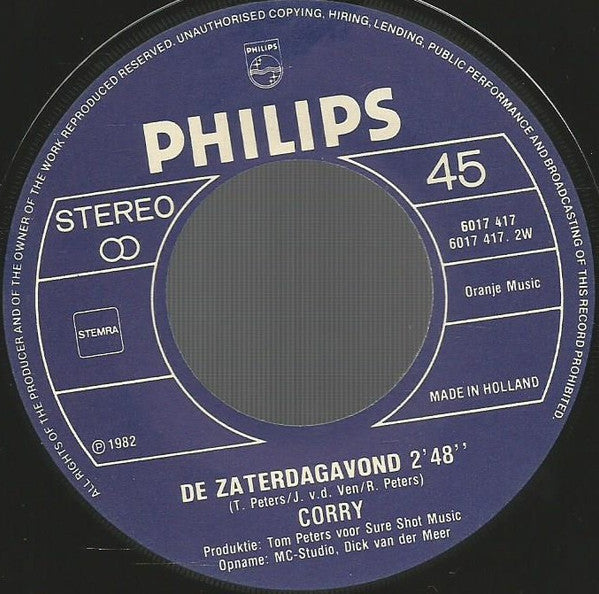 ALL RIGHTS OF THE PRODUCER AND OF THE OWNER OF THE WORK REPRODUCED RESERVED. UNAUTHORISED COPYING, HIRING, LENDING, PUBLIC PERFORMANCE AND BROADCASTING OF THIS RECORD PROHIBITED.
PHILIPS
PHILIPS
STEREO
45
6017 417
6017 417. 2W
Oranje Music
STEMRA
MADE IN HOLLAND
℗ 1982
DE ZATERDAGAVOND 2'48''
(T. Peters/J. v.d. Ven/R. Peters)
CORRY
Produktie: Tom Peters voor Sure Shot Music
Opname: MC-Studio, Dick van der Meer